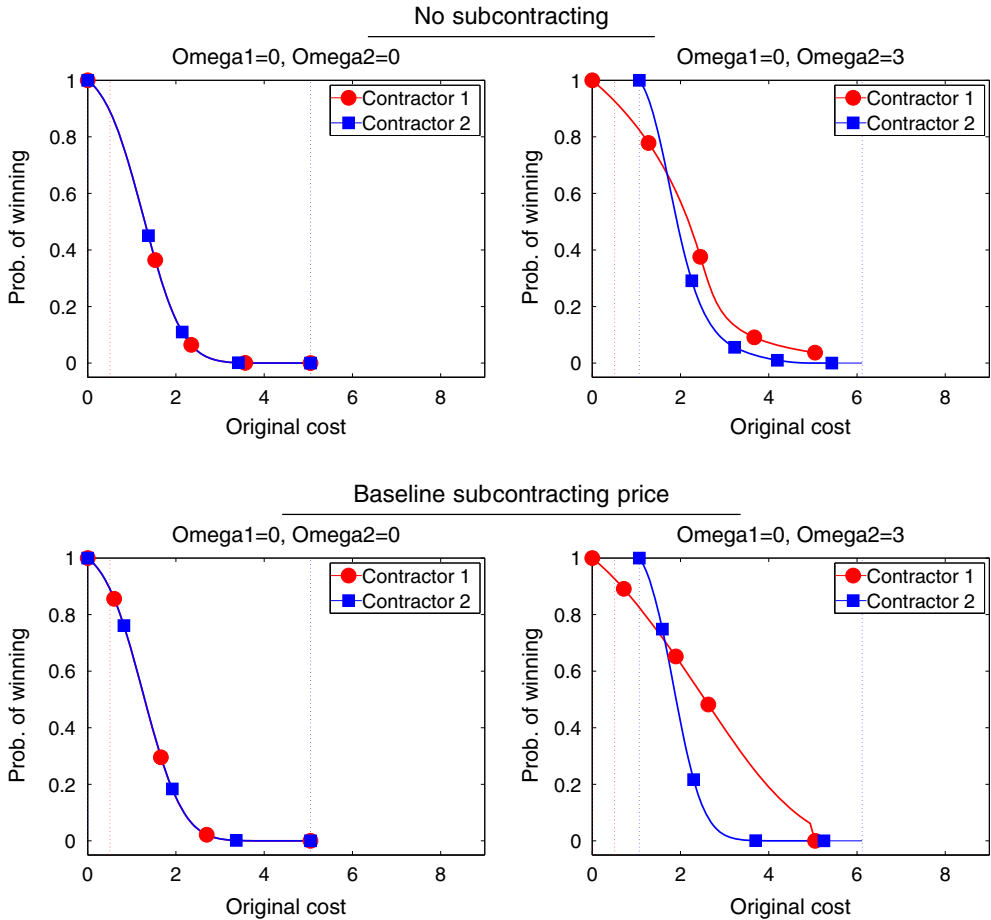 No subcontracting
Omega1=0, Omega2=0
1
0.8
0.6
0.4
0.2
0
0 2 4 6 8
Prob. of winning
Original cost
Contractor 1
Contractor 2
Omega1=0, Omega2=3
1
0.8
0.6
0.4
0.2
0
0 2 4 6 8
Prob. of winning
Original cost
Contractor 1
Contractor 2
Baseline subcontracting price
Omega1=0, Omega2=0
1
0.8
0.6
0.4
0.2
0
0 2 4 6 8
Prob. of winning
Original cost
Contractor 1
Contractor 2
Omega1=0, Omega2=3
1
0.8
0.6
0.4
0.2
0
0 2 4 6 8
Prob. of winning
Original cost
Contractor 1
Contractor 2